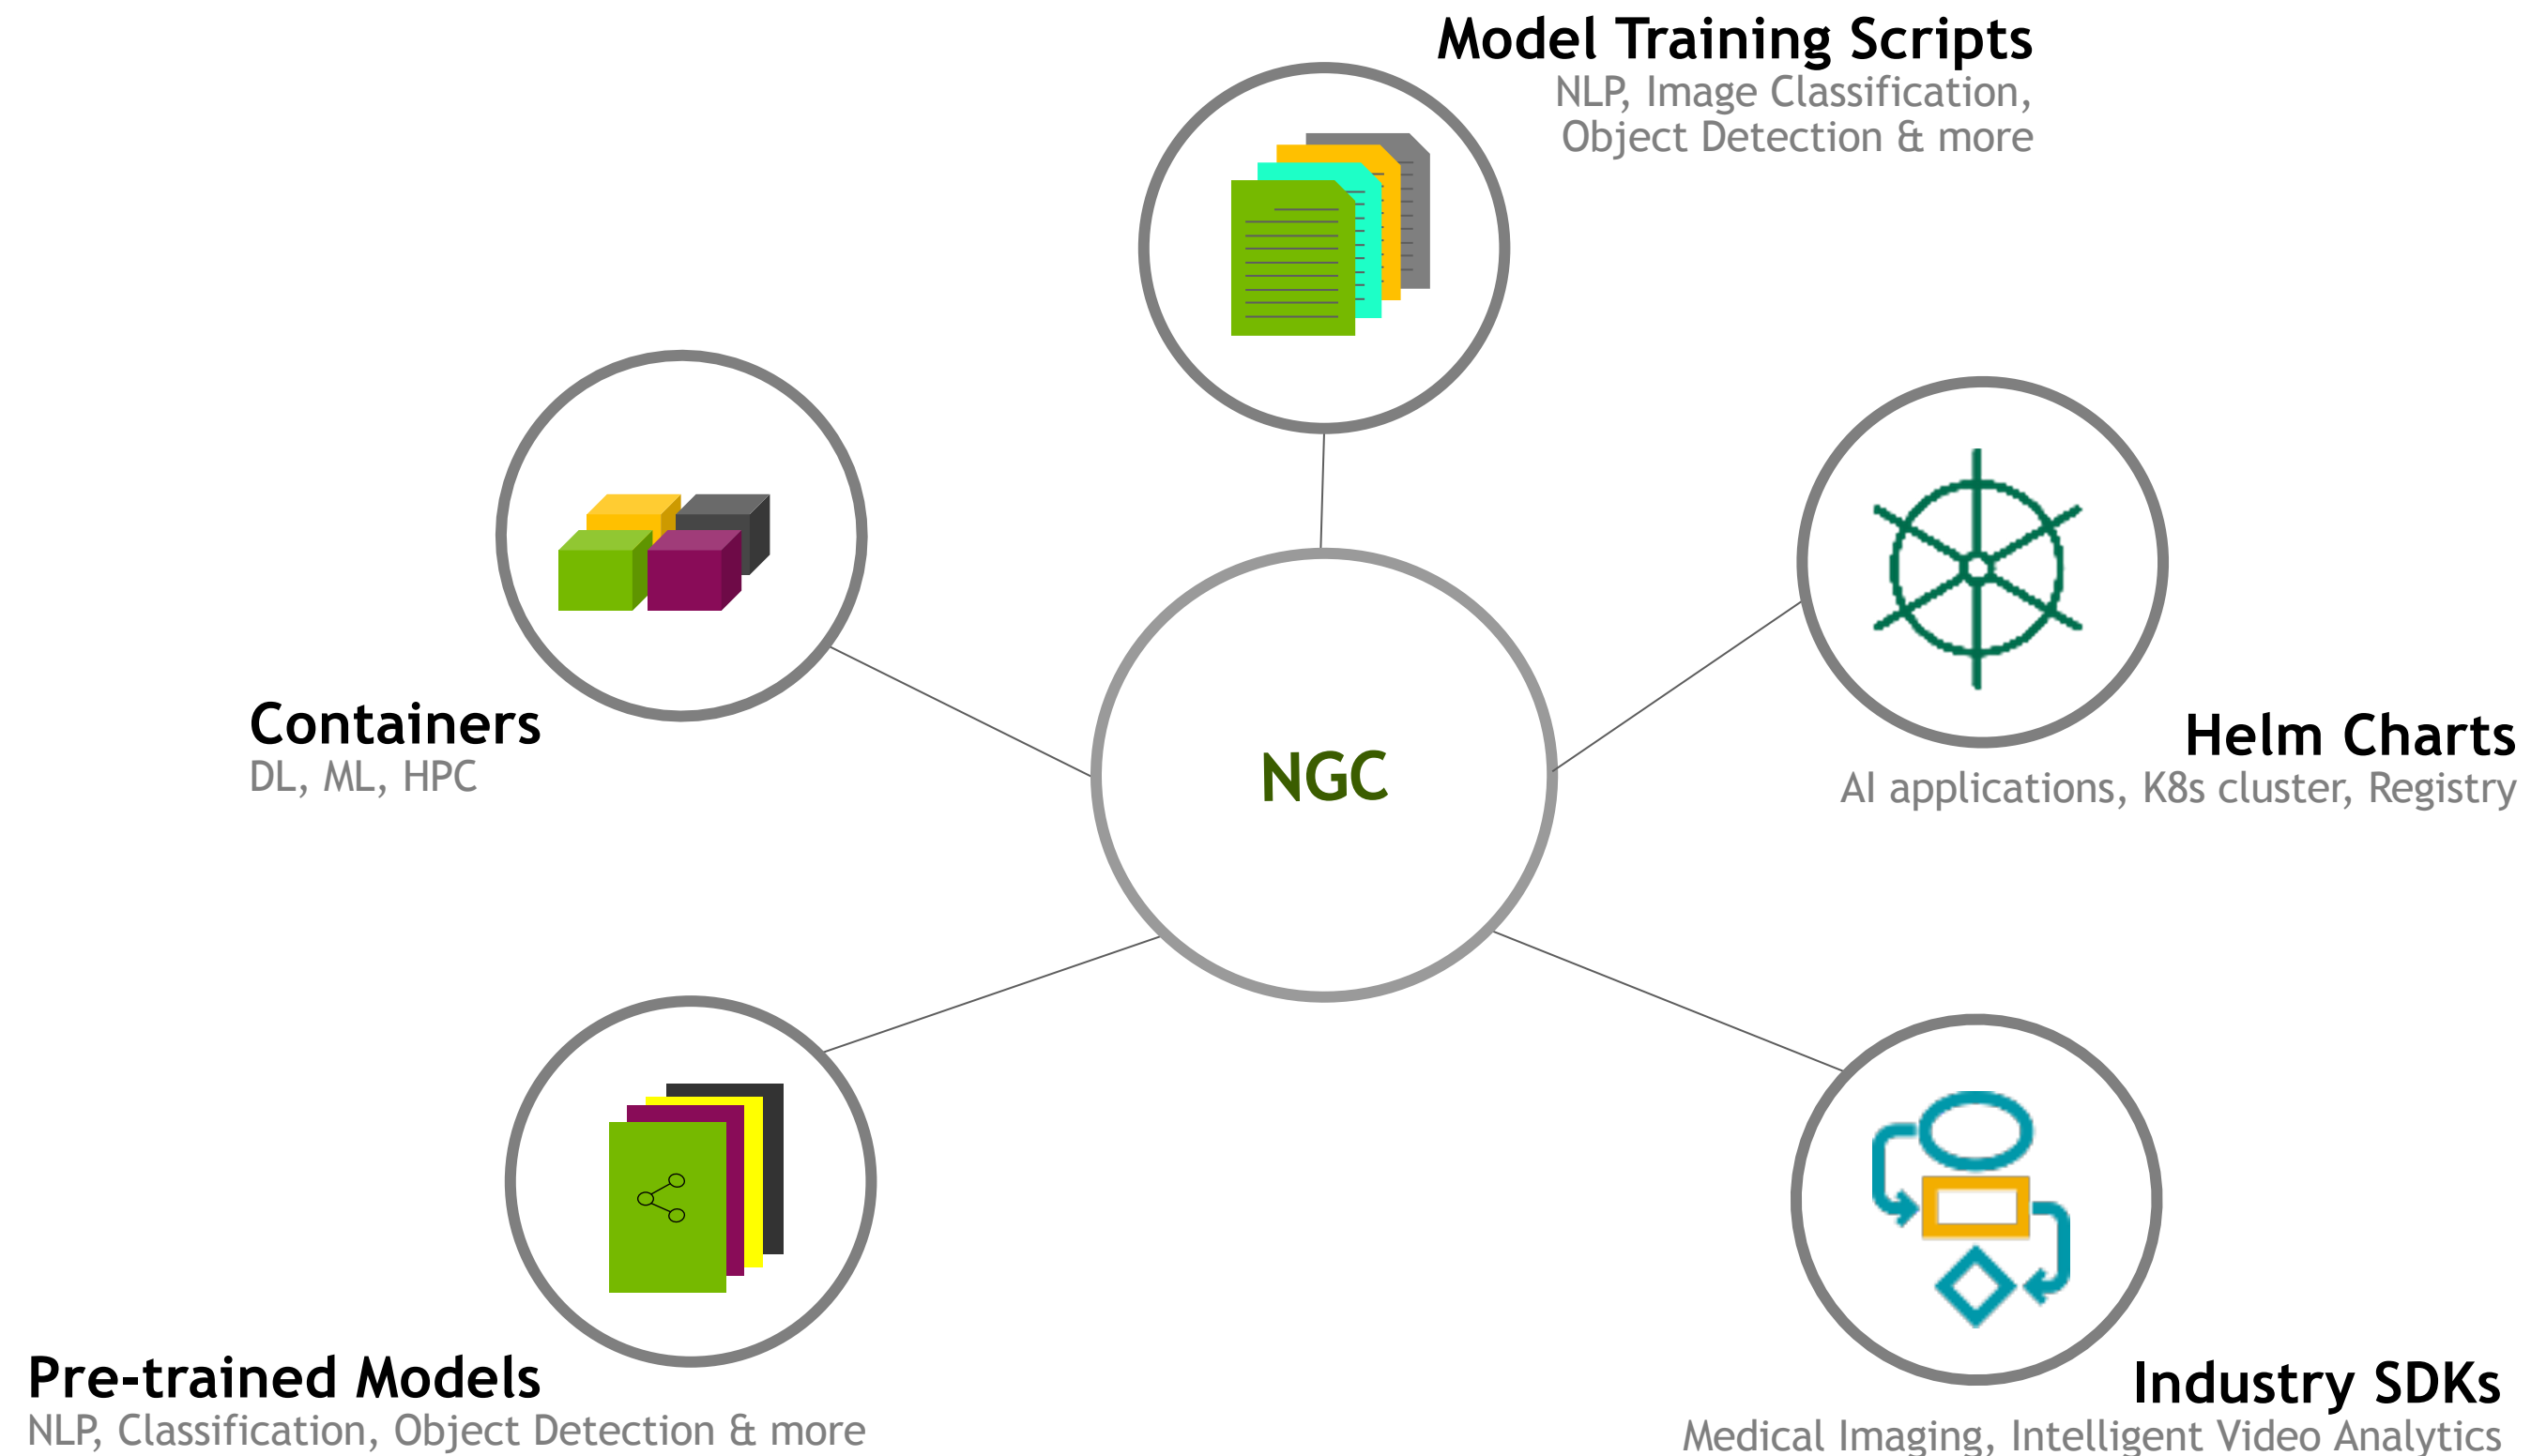 Model Training Scripts
NLP, Image Classification,
Object Detection & more
Containers
DL, ML, HPC
NGC
Helm Charts
AI applications, K8s cluster, Registry
Pre-trained Models
NLP, Classification, Object Detection & more
Industry SDKs
Medical Imaging, Intelligent Video Analytics